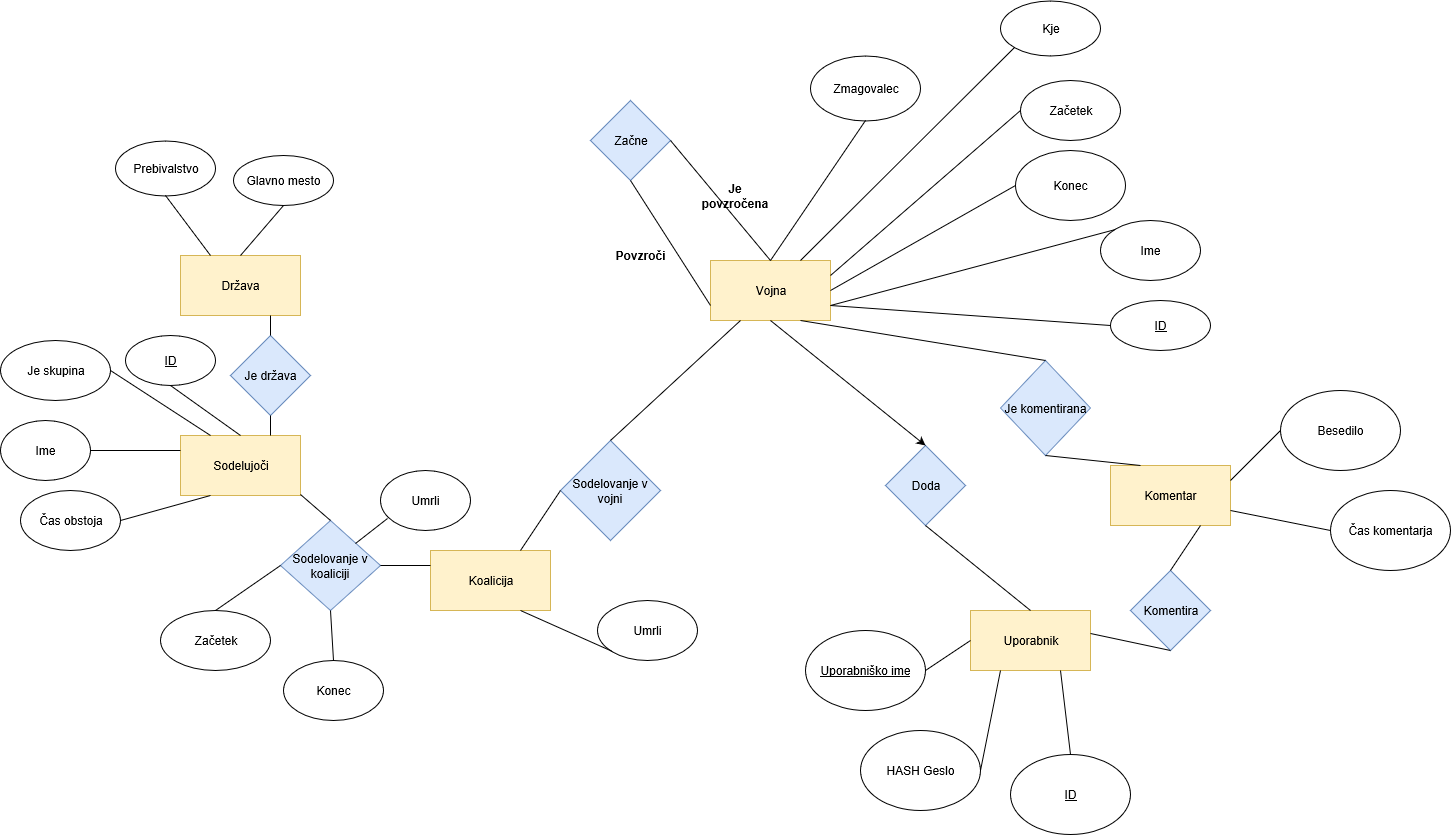 Kje
Zmagovalec
Začetek
Začne
Prebivalstvo
Glavno mesto
Konec
Je
povzročena
Ime
Povzroči
Država
Vojna
ID
ID
Je skupina
Je država
Je komentirana
Besedilo
Ime
Sodelujoči
Sodelovanje v
vojni
Doda
Komentar
Umrli
Čas obstoja
Čas komentarja
Sodelovanje v
koaliciji
Koalicija
Komentira
Umrli
Začetek
Uporabnik
Uporabniško ime
Konec
HASH Geslo
ID